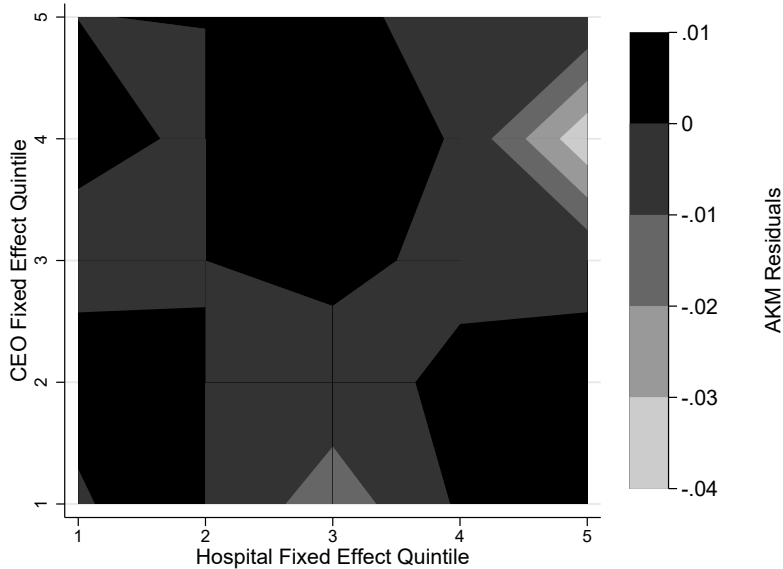 5
4
3
2
1
CEO Fixed Effect Quintile
1 2 3 4 5
Hospital Fixed Effect Quintile
.01
0
-.01
-.02
-.03
-.04
AKM Residuals